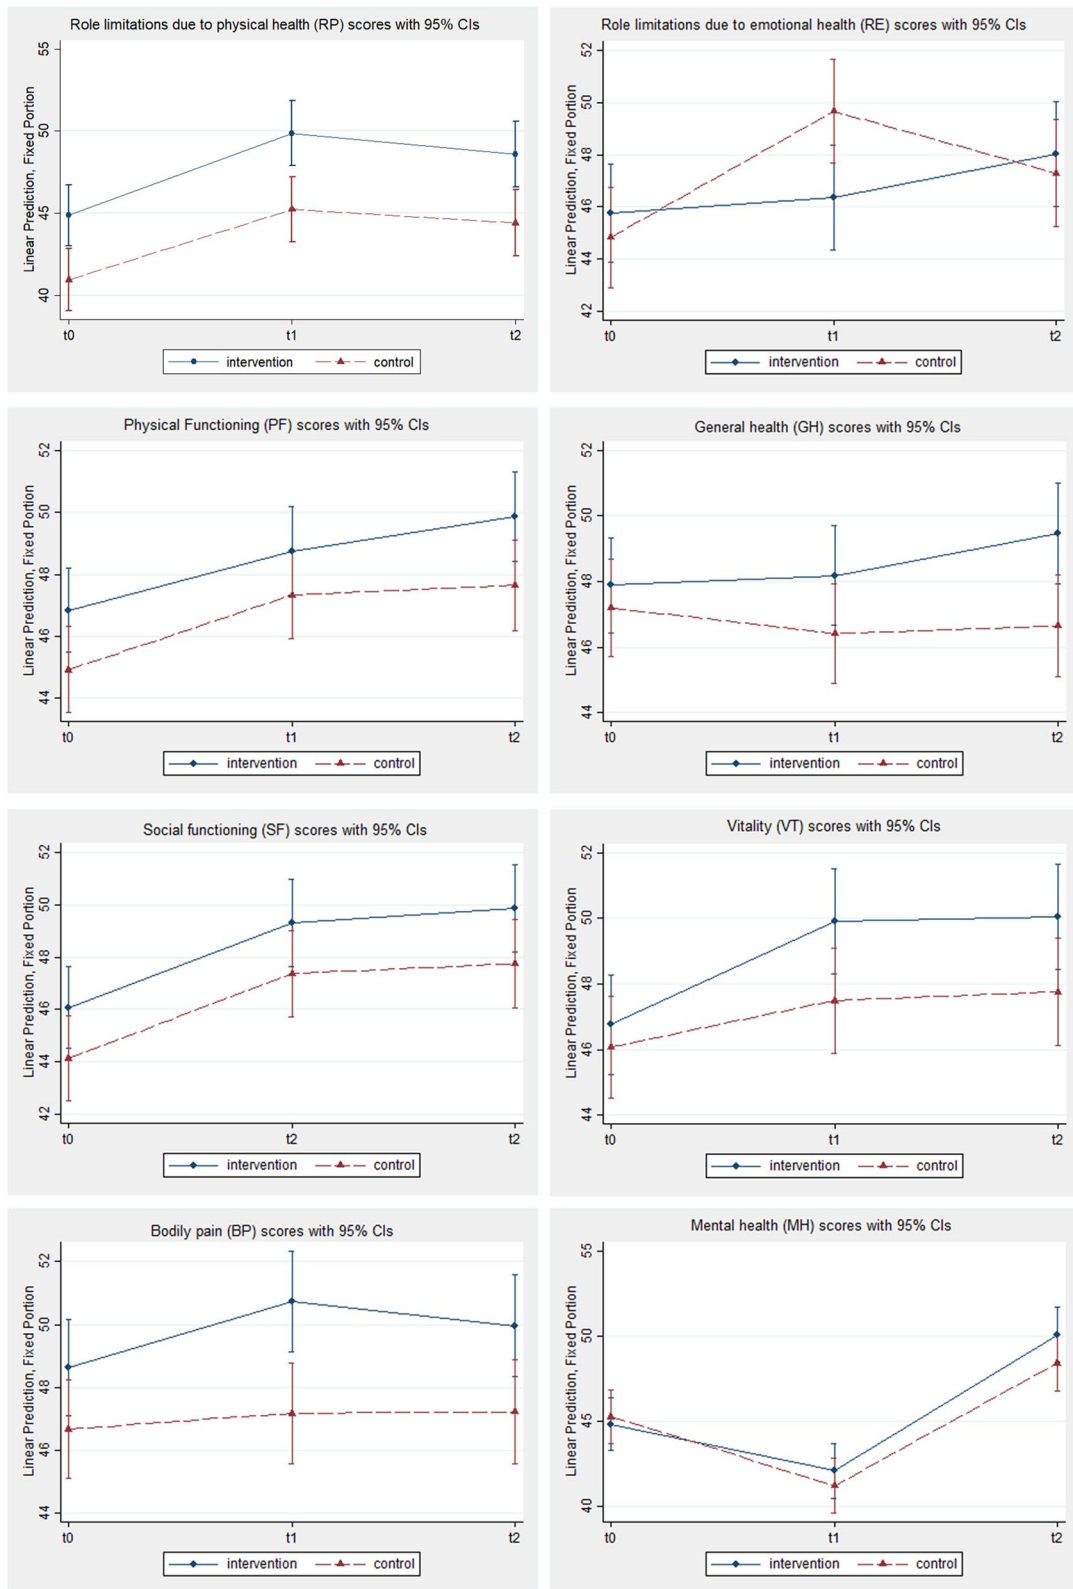 Role limitations due to physical health (RP) scores with 95% CIs
Linear Prediction, Fixed Portion
55
50
45
40
t0
t1
t2
intervention
control
Role limitations due to emotional health (RE) scores with 95% CIs
Linear Prediction, Fixed Portion
52
50
48
46
44
42
t0
t1
t2
intervention
control
Physical Functioning (PF) scores with 95% CIs
Linear Prediction, Fixed Portion
52
50
48
46
44
t0
t1
t2
intervention
control
General health (GH) scores with 95% CIs
Linear Prediction, Fixed Portion
52
50
48
46
44
t0
t1
t2
intervention
control
Social functioning (SF) scores with 95% CIs
Linear Prediction, Fixed Portion
52
50
48
46
44
42
t0
t2
t2
intervention
control
Vitality (VT) scores with 95% CIs
Linear Prediction, Fixed Portion
52
50
48
46
44
t0
t1
t2
intervention
control
Bodily pain (BP) scores with 95% CIs
Linear Prediction, Fixed Portion
52
50
48
46
44
t0
t1
t2
intervention
control
Mental health (MH) scores with 95% CIs
Linear Prediction, Fixed Portion
55
50
45
40
t0
t1
t2
intervention
control